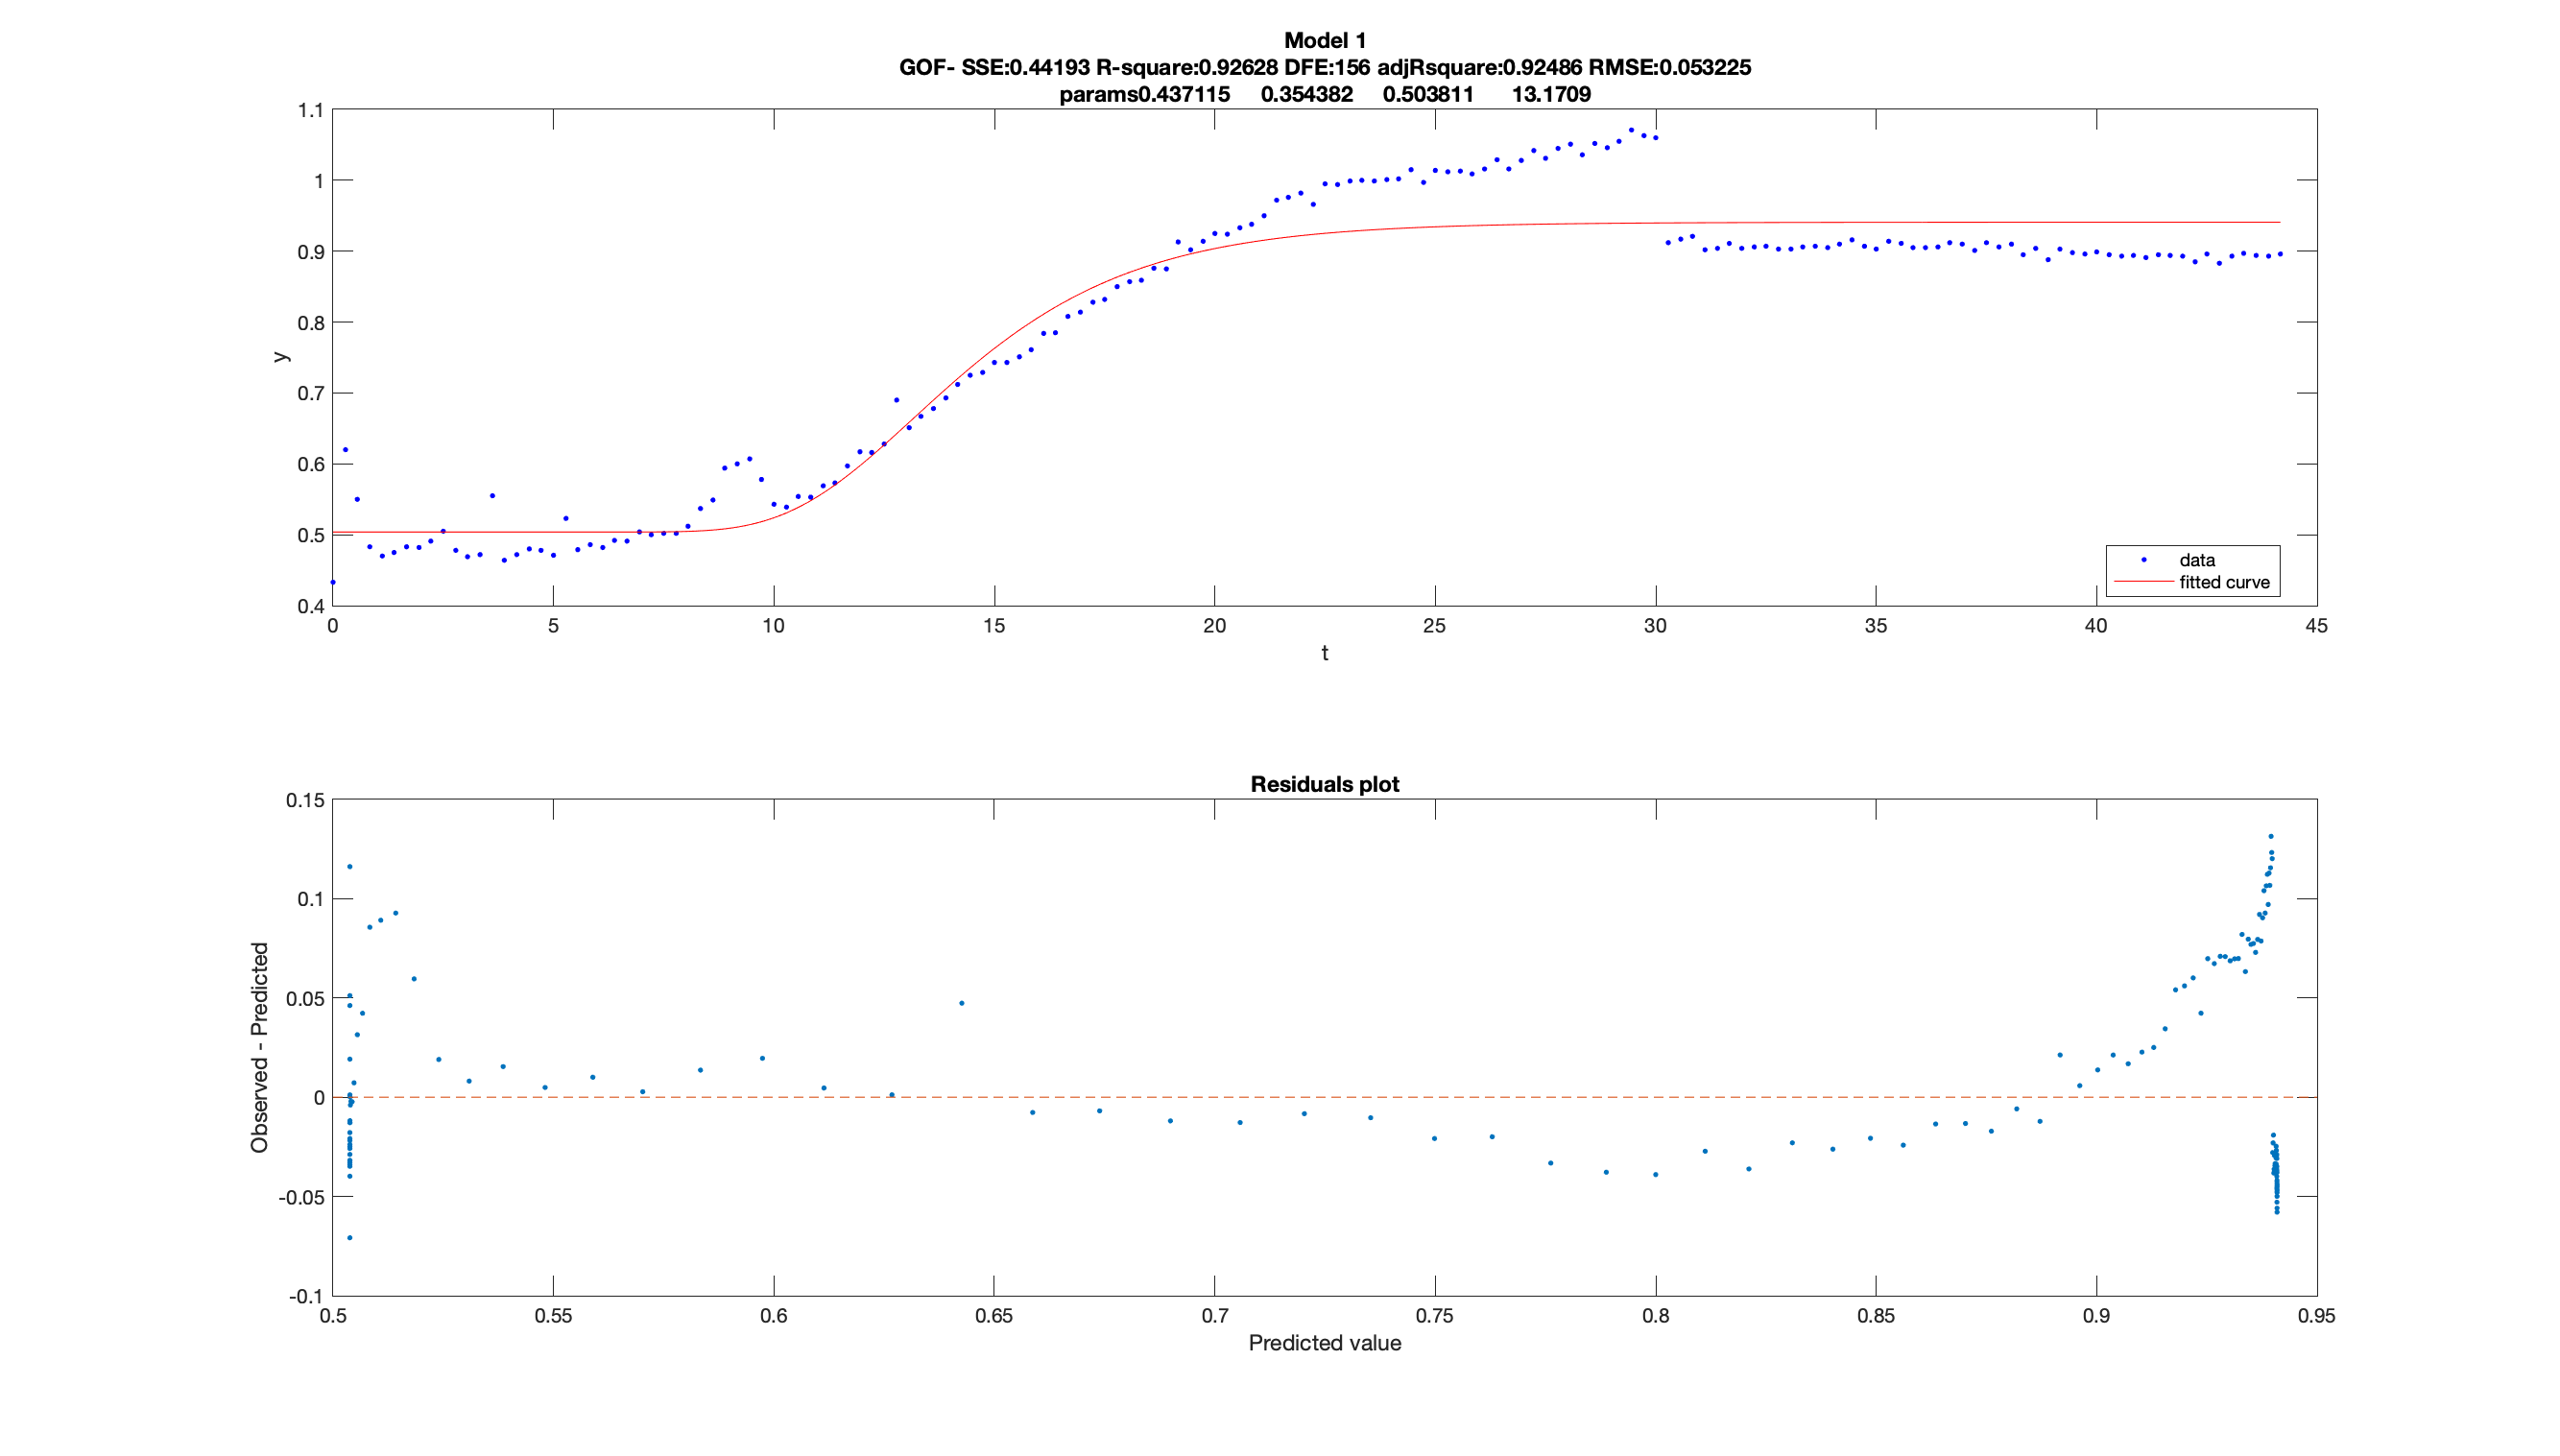 Model 1
GOF- SSE:0.44193 R-square:0.92628 DFE:156 adjRsquare:0.92486 RMSE:0.053225
params0.437115 0.354382 0.503811 13.1709
1.1
1
0.9
0.8
0.7
0.6
0.5
0.4
y
data
fitted curve
0 5 10 15 20 25 30 35 40 45
t
Residuals plot
0.15
0.1
0.05
0
-0.05
-0.1
Observed - Predicted
0.5 0.55 0.6 0.65 0.7 0.75 0.8 0.85 0.9 0.95
Predicted value